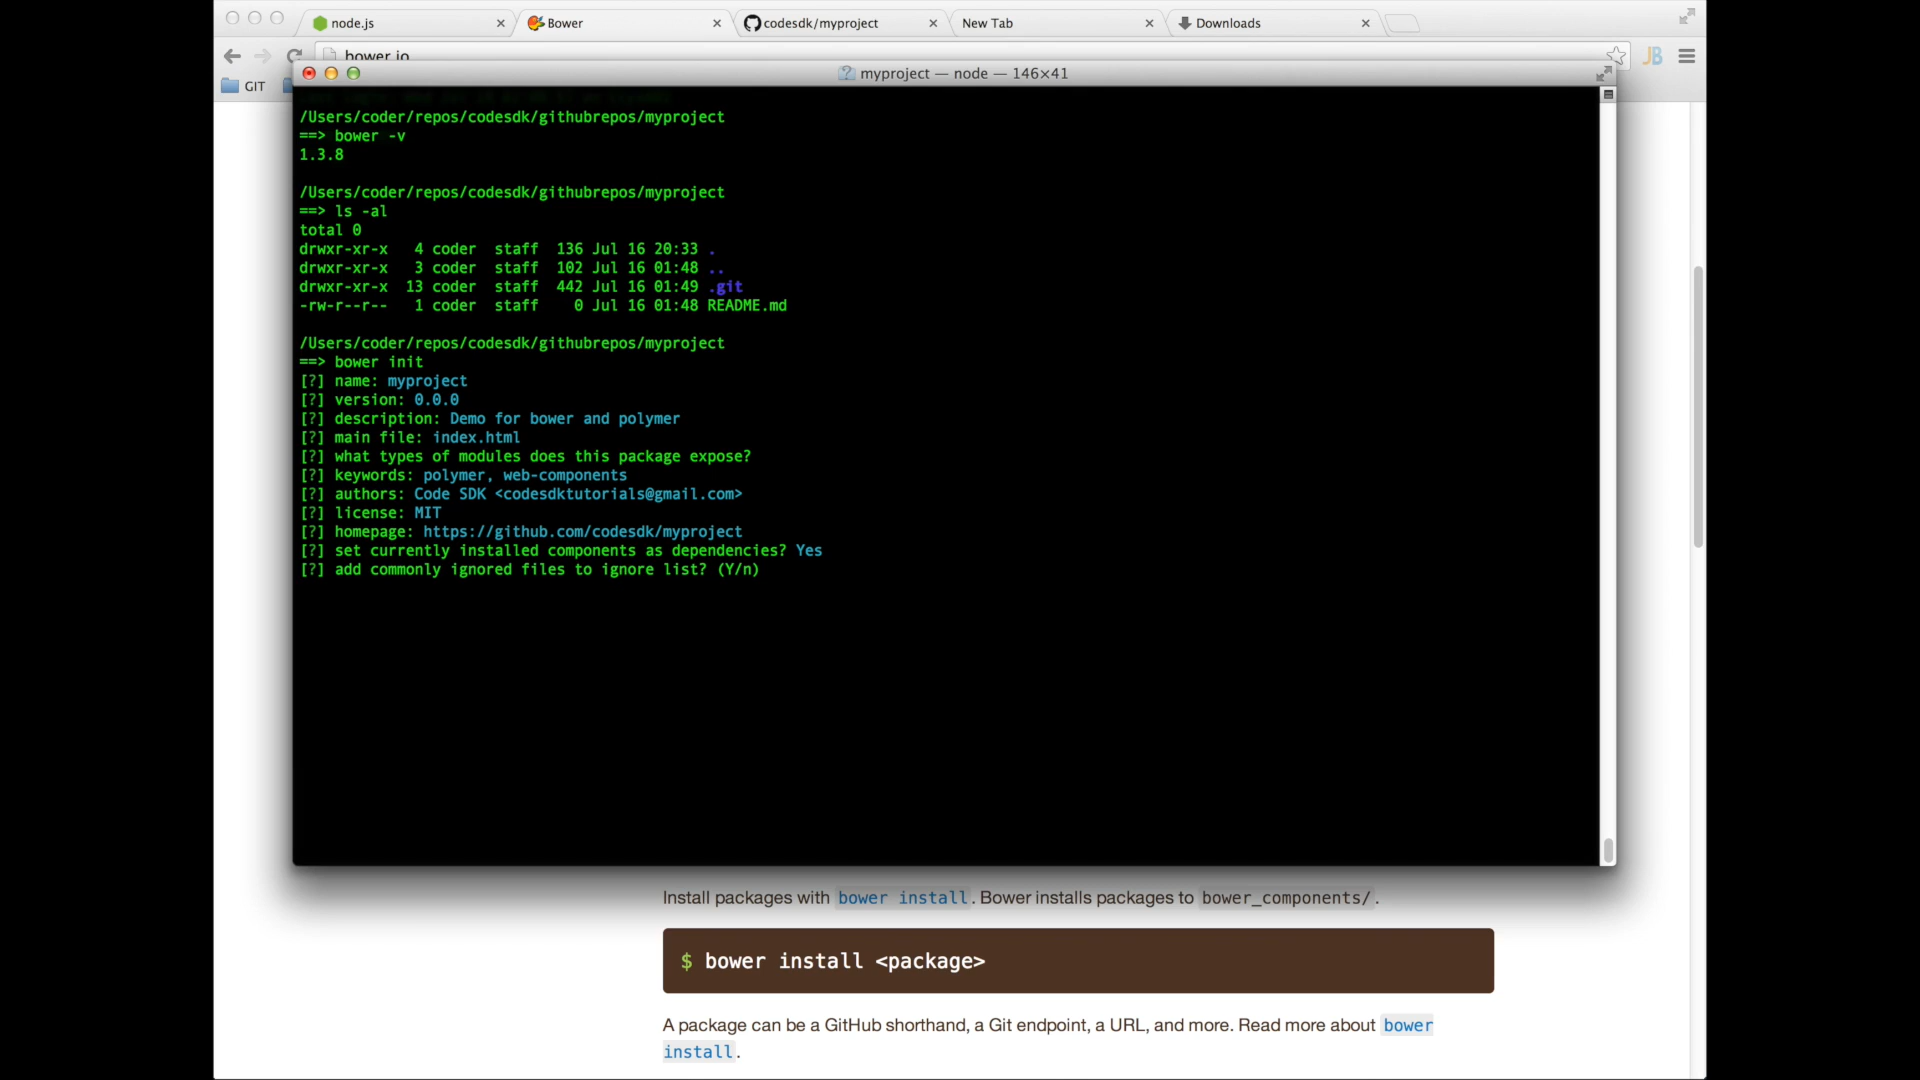 node.js
Bower
codesdk/myproject
New Tab
Downloads
bower.io
JB
GIT
myproject — node — 146×41
/Users/coder/repos/codesdk/githubrepos/myproject
==> bower -v
1.3.8
/Users/coder/repos/codesdk/githubrepos/myproject
==> ls -al
total 0
drwxr-xr-x   4 coder  staff  136 Jul 16 20:33 .
drwxr-xr-x   3 coder  staff  102 Jul 16 01:48 ..
drwxr-xr-x  13 coder  staff  442 Jul 16 01:49 .git
-rw-r--r--   1 coder  staff    0 Jul 16 01:48 README.md
/Users/coder/repos/codesdk/githubrepos/myproject
==> bower init
[?] name: myproject
[?] version: 0.0.0
[?] description: Demo for bower and polymer
[?] main file: index.html
[?] what types of modules does this package expose?
[?] keywords: polymer, web-components
[?] authors: Code SDK <codesdktutorials@gmail.com>
[?] license: MIT
[?] homepage: https://github.com/codesdk/myproject
[?] set currently installed components as dependencies? Yes
[?] add commonly ignored files to ignore list? (Y/n)
Install packages with bower install. Bower installs packages to bower_components/.
$ bower install <package>
A package can be a GitHub shorthand, a Git endpoint, a URL, and more. Read more about bower
install.